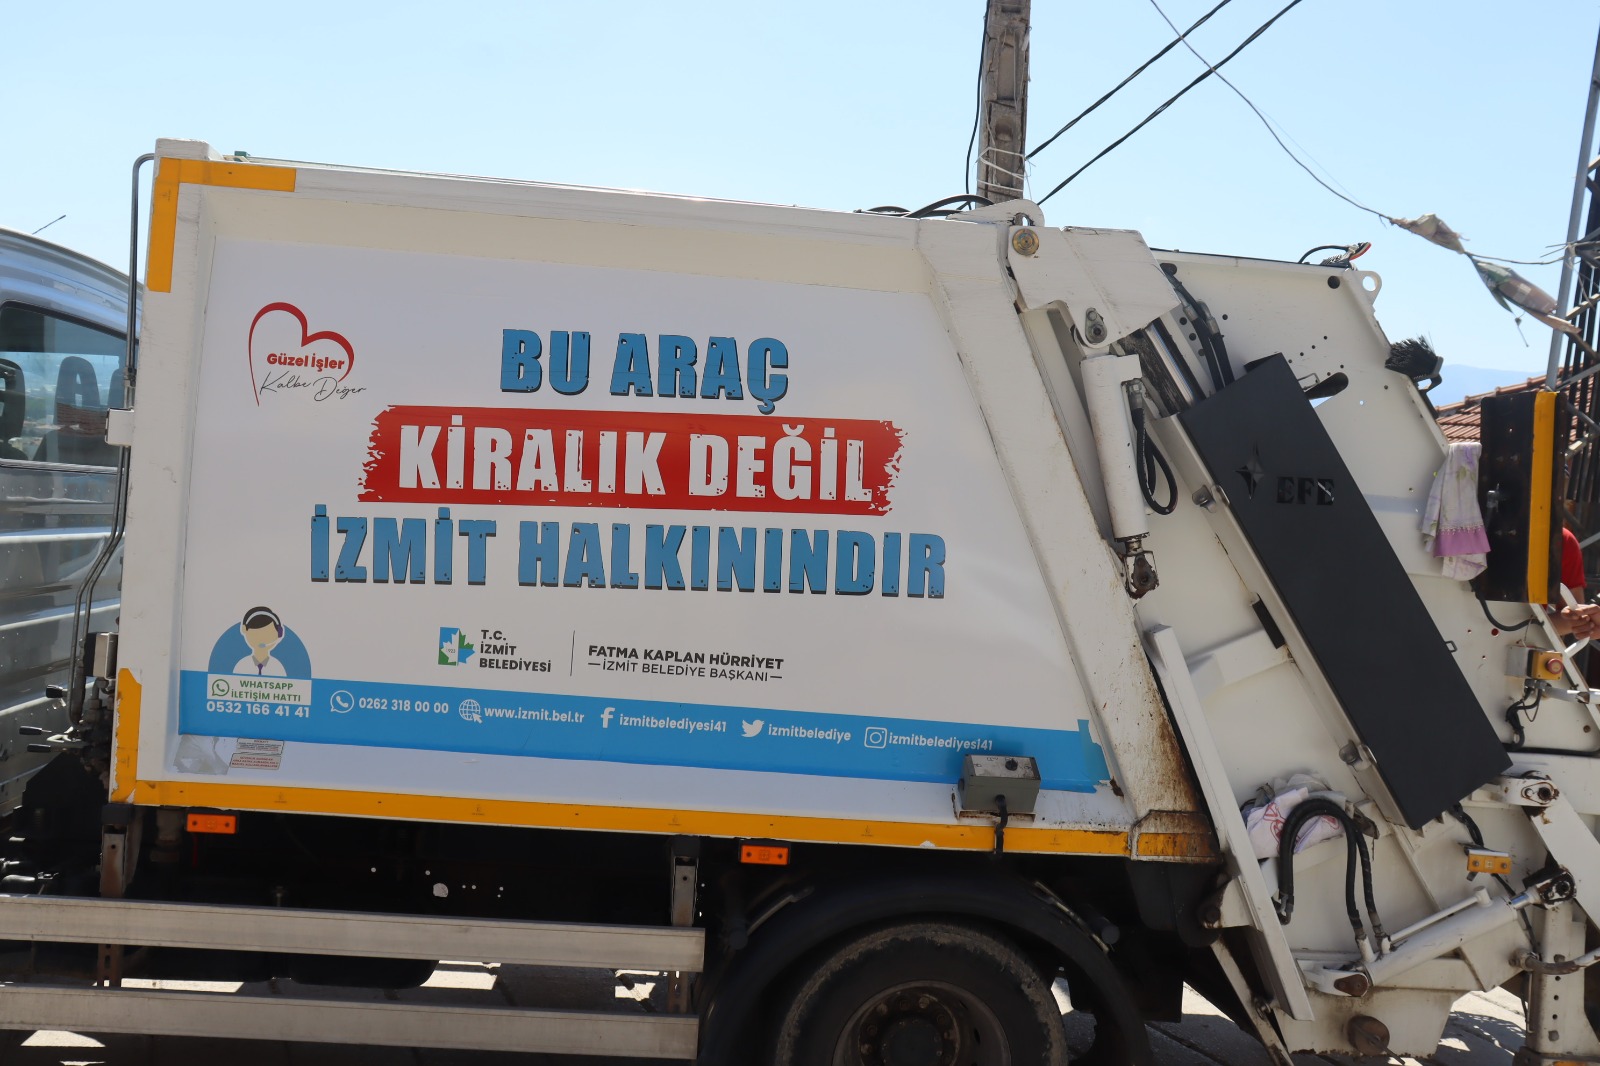 Güzel İşler
Kalbe Değer
BU ARAÇ
KİRALIK DEĞİL
İZMİT HALKININDIR
T.C.
İZMİT
BELEDİYESİ
FATMA KAPLAN HÜRRİYET
İZMİT BELEDİYE BAŞKANI
WHATSAPP
İLETİŞİM HATTI
0532 166 41 41
0262 318 00 00
www.izmit.bel.tr
izmitbelediyesi41
izmitbelediye
izmitbelediyesi41
EFE